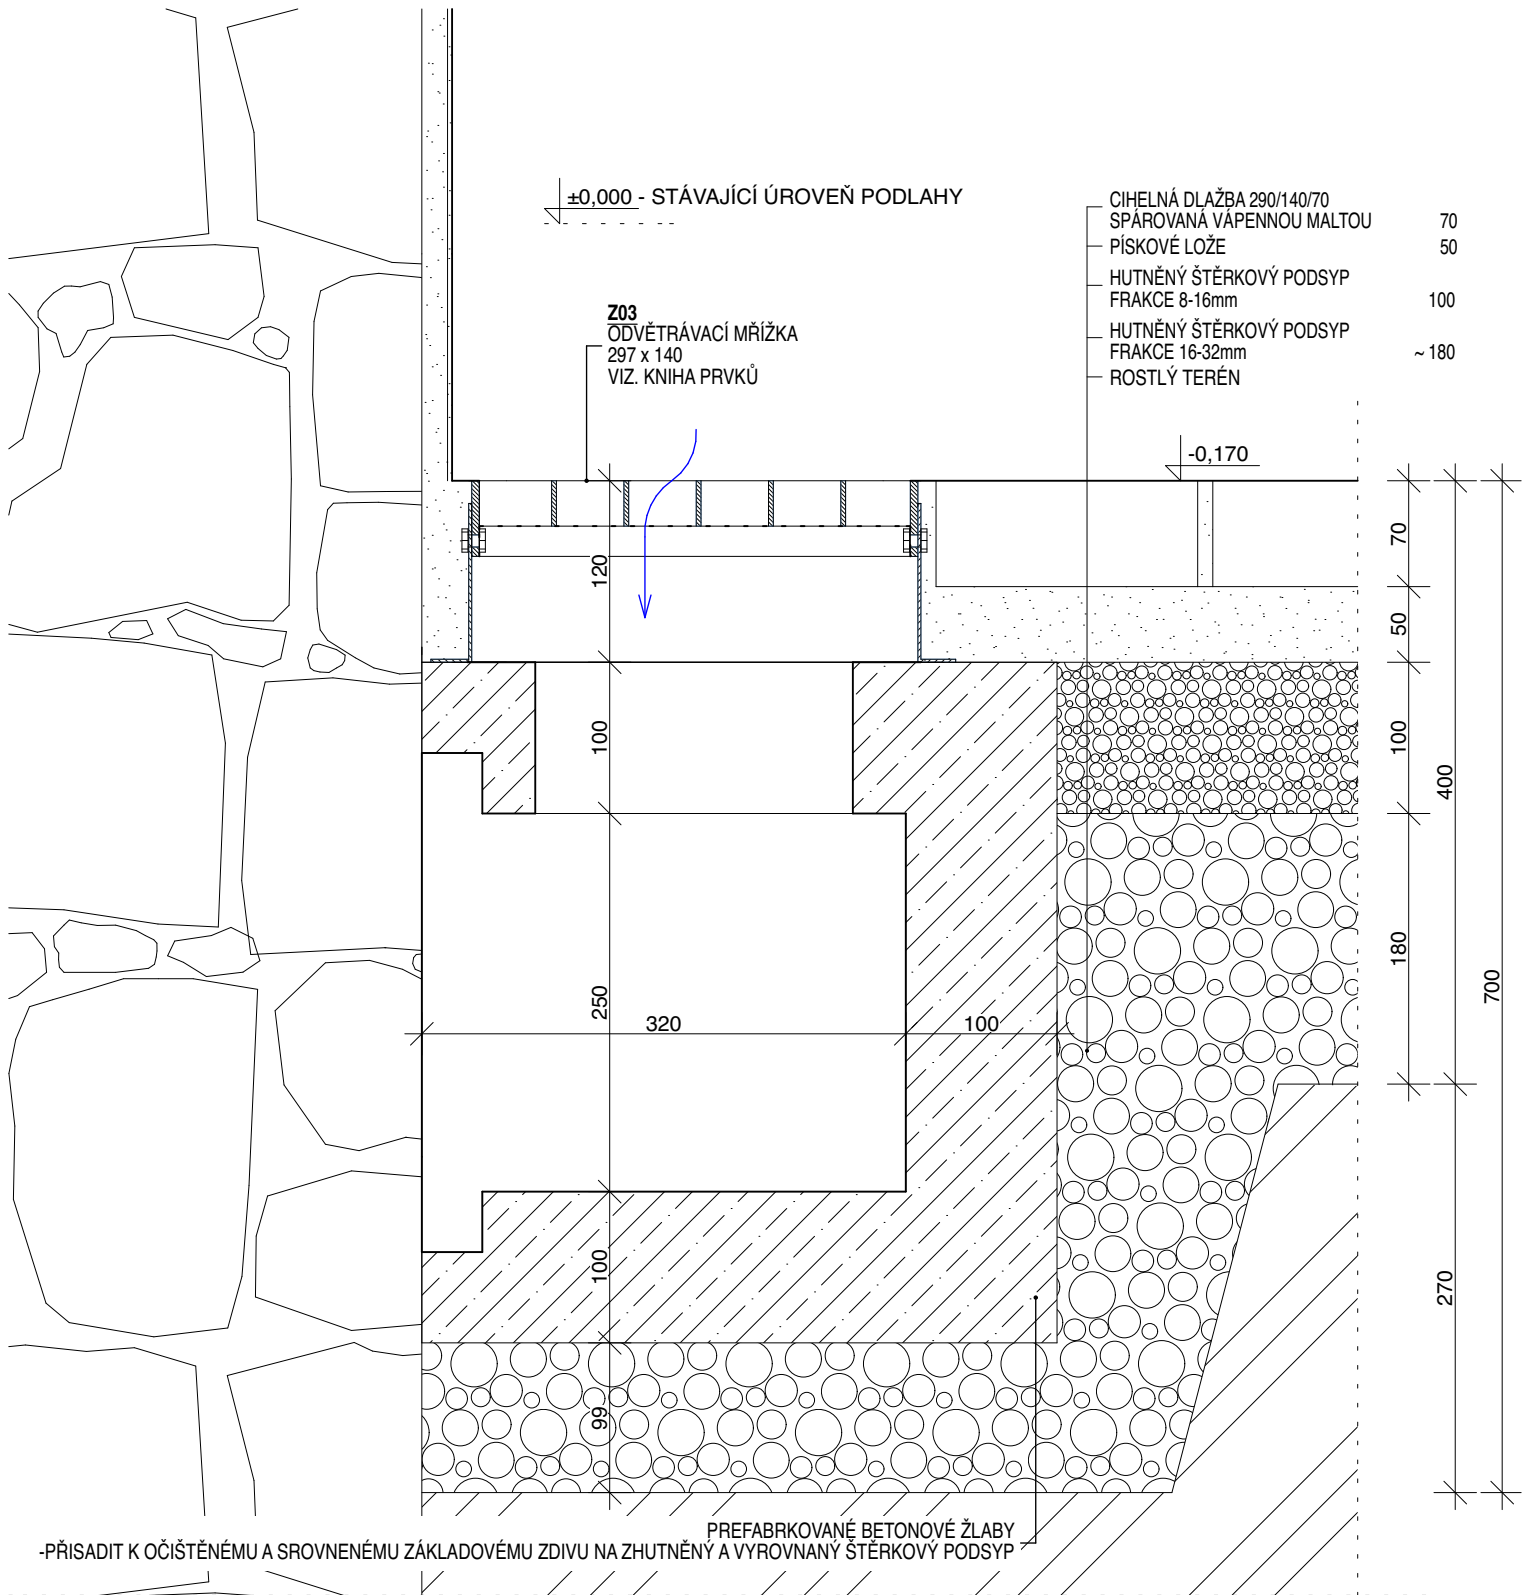 ±0,000 - STÁVAJÍCÍ ÚROVEŇ PODLAHY
CIHELNÁ DLAŽBA 290/140/70
SPÁROVANÁ VÁPENNOU MALTOU 70
PÍSKOVÉ LOŽE 50
HUTNĚNÝ ŠTĚRKOVÝ PODSYP
FRAKCE 8-16mm 100
HUTNĚNÝ ŠTĚRKOVÝ PODSYP
FRAKCE 16-32mm ~ 180
ROSTLÝ TERÉN
Z03
ODVĚTRÁVACÍ MŘÍŽKA
297 x 140
VIZ. KNIHA PRVKŮ
-0,170
120
100
250
320
100
100
99
70
50
100
180
400
270
700
PREFABRKOVANÉ BETONOVÉ ŽLABY
-PŘISADIT K OČIŠTĚNÉMU A SROVNENÉMU ZÁKLADOVÉMU ZDIVU NA ZHUTNĚNÝ A VYROVNANÝ ŠTĚRKOVÝ PODSYP